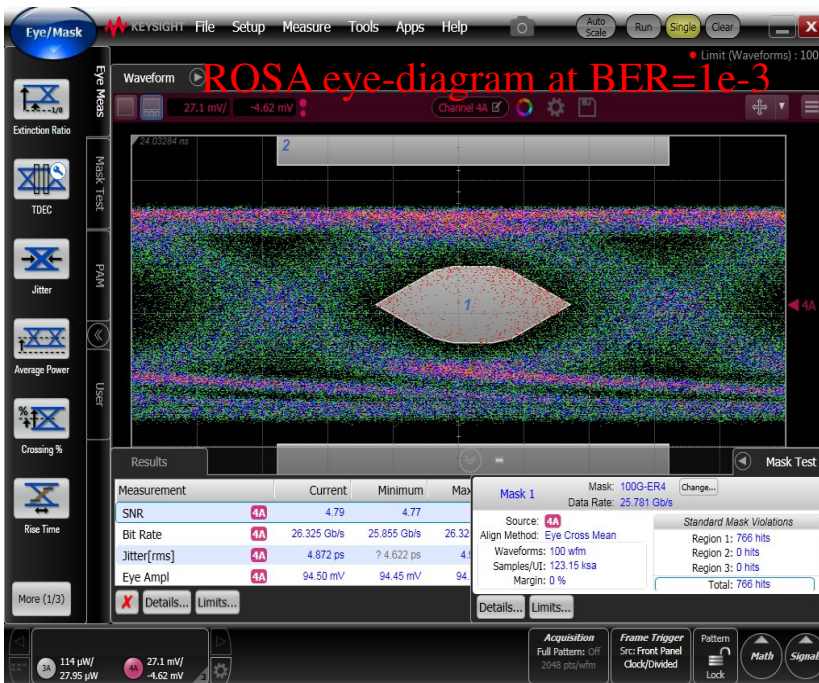 Eye/Mask
KEYSIGHT File Setup Measure Tools Apps Help
Auto Scale Run Single Clear X
Limit (Waveforms) : 100
ROSA eye-diagram at BER=1e-3
Waveform
27.1 mV/ -4.62 mV Channel 4A
Eye Meas
Mask Test
PAM
User
Extinction Ratio
TDEC
Jitter
Average Power
Crossing %
Rise Time
More (1/3)
24.03284 ns
2
1
4A
Results
Measurement Current Minimum Max
SNR 4A 4.79 4.77
Bit Rate 4A 26.325 Gb/s 25.855 Gb/s 26.32
Jitter[rms] 4A 4.872 ps ? 4.622 ps
Eye Ampl 4A 94.50 mV 94.45 mV 94.
X Details... Limits...
Mask Test
Mask 1
Mask: 100G-ER4 Change...
Data Rate: 25.781 Gb/s
Source: 4A
Align Method: Eye Cross Mean
Waveforms: 100 wfm
Samples/UI: 123.15 ksa
Margin: 0 %
Standard Mask Violations
Region 1: 766 hits
Region 2: 0 hits
Region 3: 0 hits
Total: 766 hits
Details... Limits...
3A 114 µW/
27.95 µW
4A 27.1 mV/
-4.62 mV
3
Acquisition
Full Pattern: Off
2048 pts/wfm
Frame Trigger
Src: Front Panel
Clock/Divided
Pattern
Lock
Math
Signals